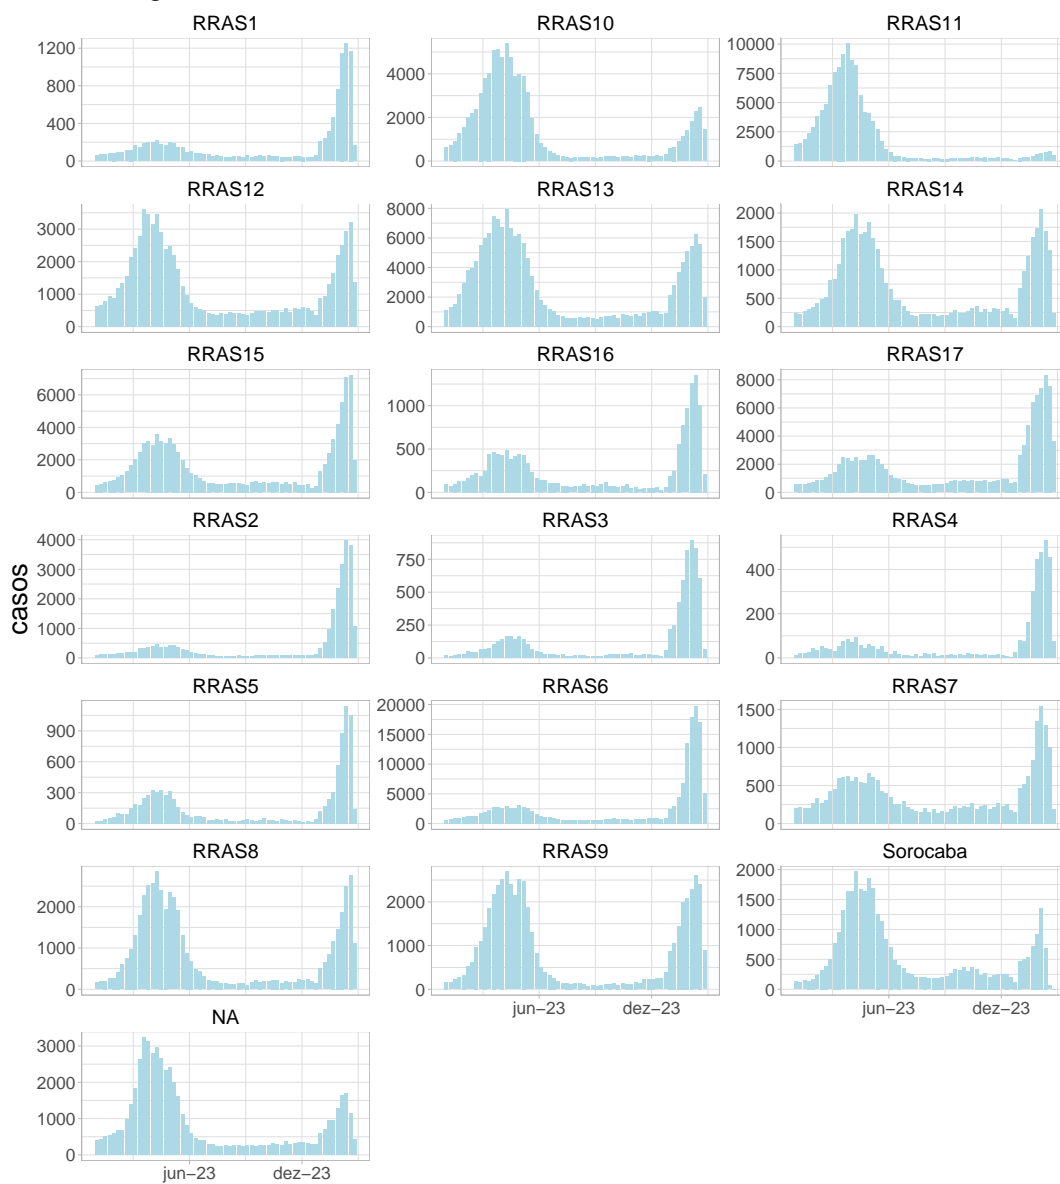 RRAS1 RRAS10 RRAS11
1200 4000 10000
800 2000 7500
400 0 5000
0 2500
0
RRAS12 RRAS13 RRAS14
3000 8000 2000
2000 6000 1500
1000 4000 1000
0 2000 500
0 0
RRAS15 RRAS16 RRAS17
6000 1000 8000
4000 500 6000
2000 0 4000
0 2000
0
casos
RRAS2 RRAS3 RRAS4
4000 750 400
3000 500 200
2000 250 0
1000 0
0
RRAS5 RRAS6 RRAS7
900 20000 1500
600 15000 1000
300 10000 500
0 5000 0
0
RRAS8 RRAS9 Sorocaba
2000 3000 2000
1000 2000 1500
0 1000 1000
0 500
0
jun−23 dez−23 jun−23 dez−23
NA
3000
2000
1000
0
jun−23 dez−23